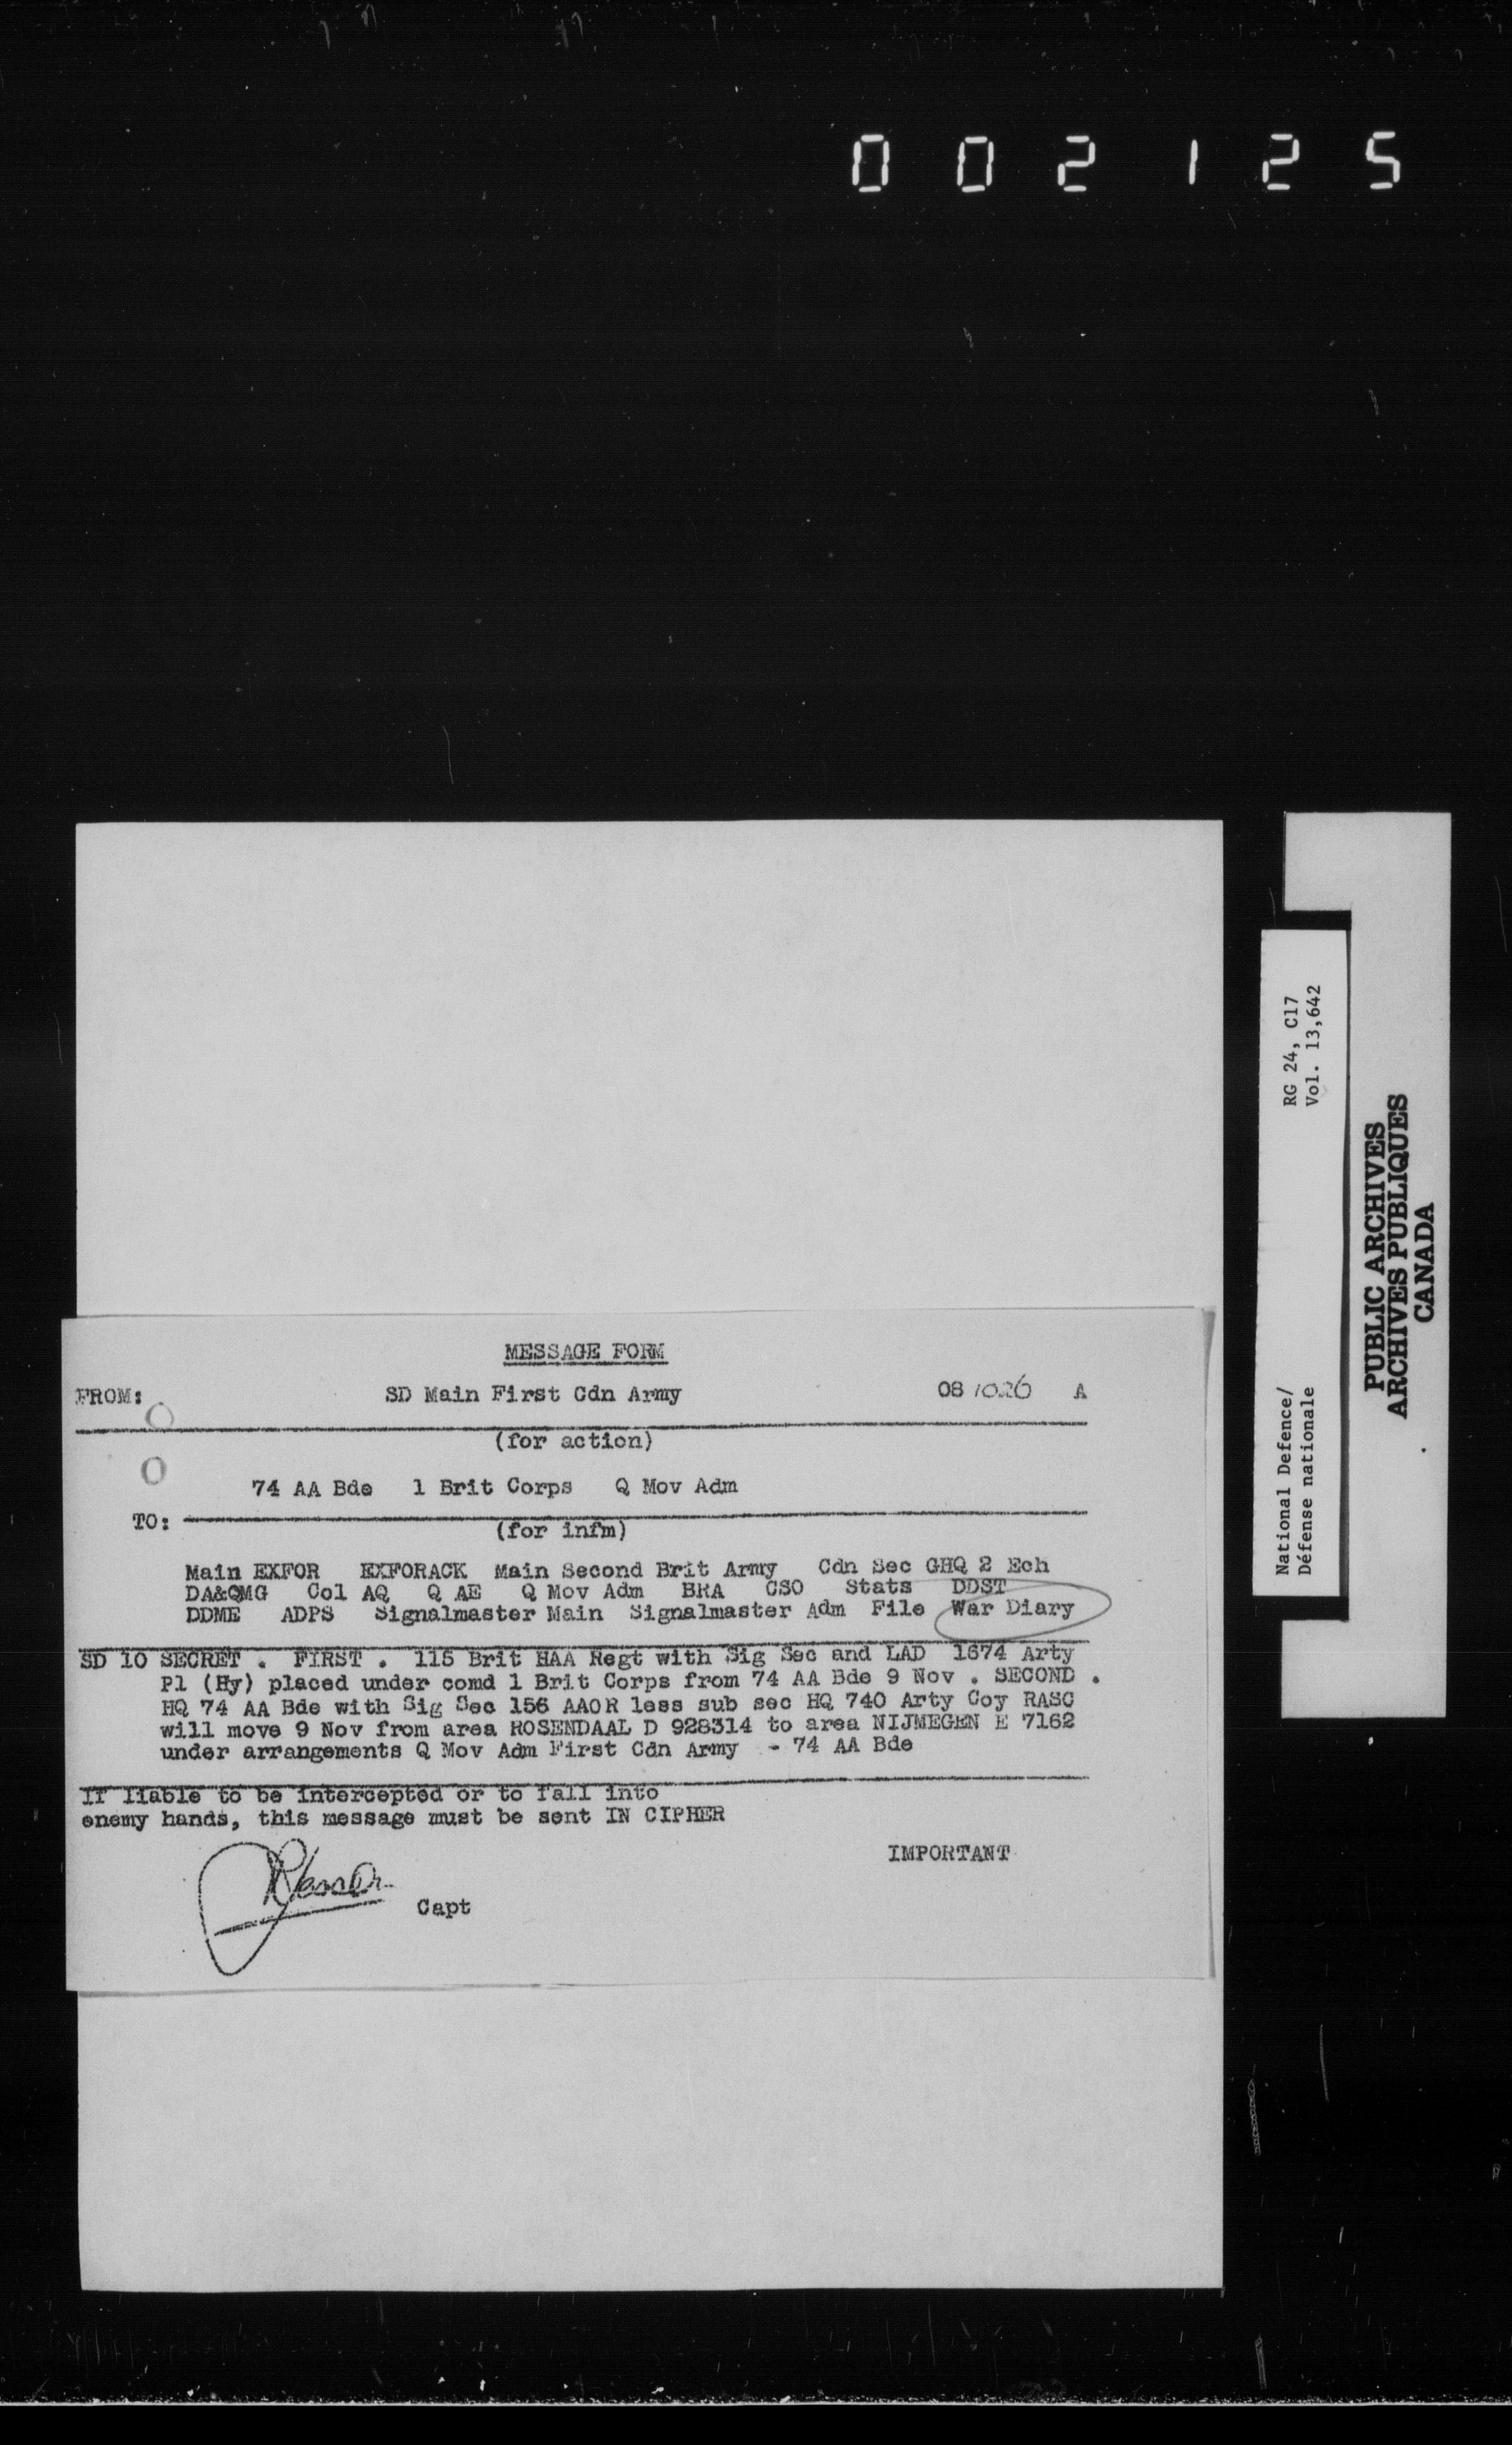 002125
MESSAGE FORM
FROM: SD Main First Cdn Army 081026 A
(for action)
74 AA Bde 1 Brit Corps Q Mov Adm
TO:
(for infm)
Main EXFOR EXFORACK Main Second Brit Army Cdn Sec GHQ 2 Ech
DA&QMG Col AQ Q AE Q Mov Adm BRA CSO Stats DDST
DDME ADPS Signalmaster Main Signalmaster Adm File War Diary
SD 10 SECRET . FIRST . 115 Brit HAA Regt with Sig Sec and LAD 1674 Arty
Pl (Hy) placed under comd 1 Brit Corps from 74 AA Bde 9 Nov . SECOND .
HQ 74 AA Bde with Sig Sec 156 AAOR less sub sec HQ 740 Arty Coy RASC
will move 9 Nov from area ROSENDAAL D 928314 to area NIJMEGEN E 7162
under arrangements Q Mov Adm First Cdn Army - 74 AA Bde
If liable to be intercepted or to fall into
enemy hands, this message must be sent IN CIPHER
IMPORTANT
Capt
National Defence/
Défense nationale
RG 24, C17
Vol. 13,642
PUBLIC ARCHIVES
ARCHIVES PUBLIQUES
CANADA